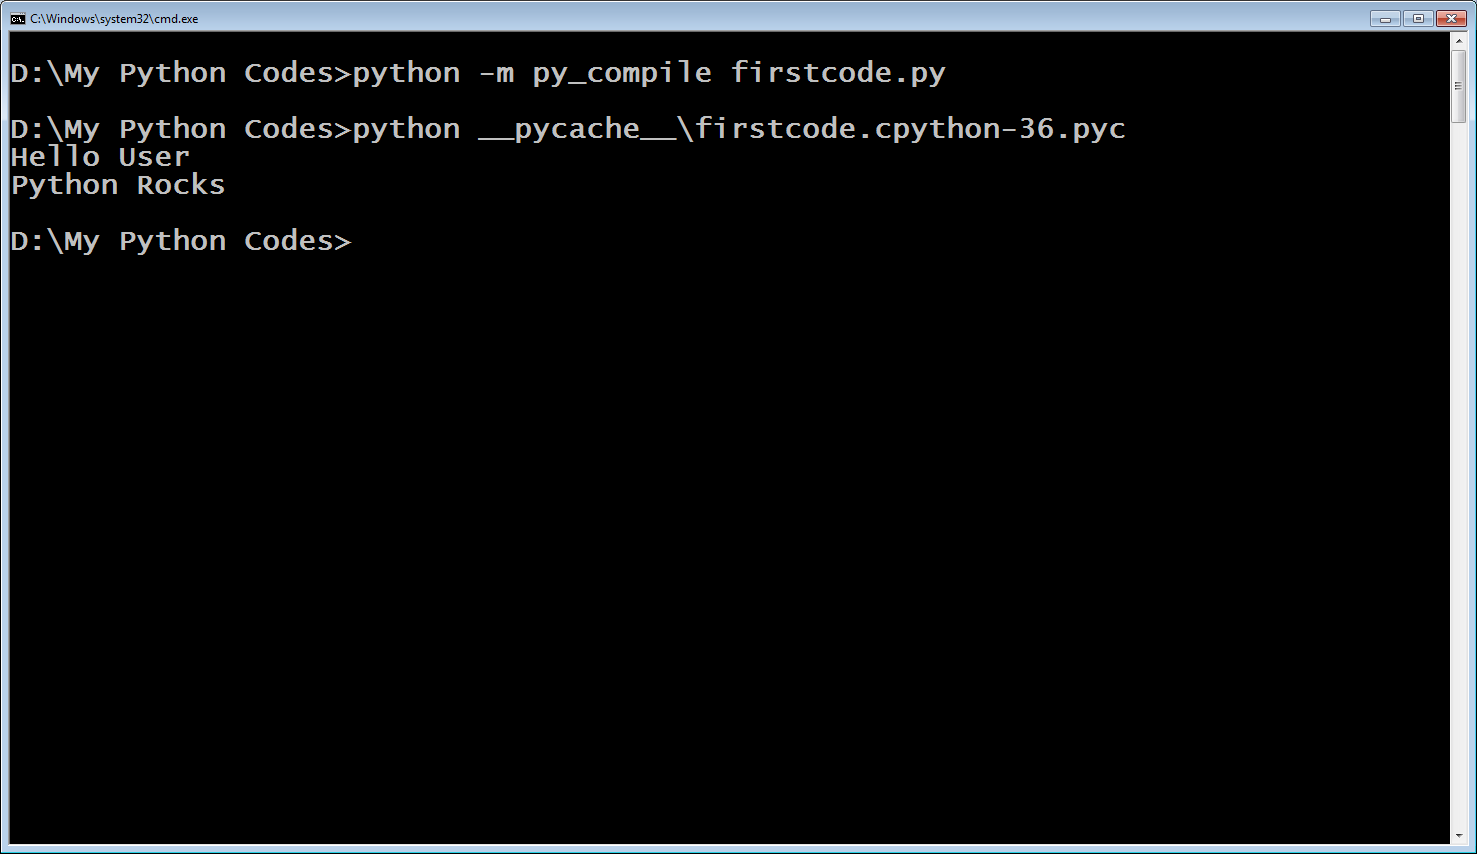 C:\Windows\system32\cmd.exe
D:\My Python Codes>python -m py_compile firstcode.py
D:\My Python Codes>python __pycache__\firstcode.cpython-36.pyc
Hello User
Python Rocks
D:\My Python Codes>